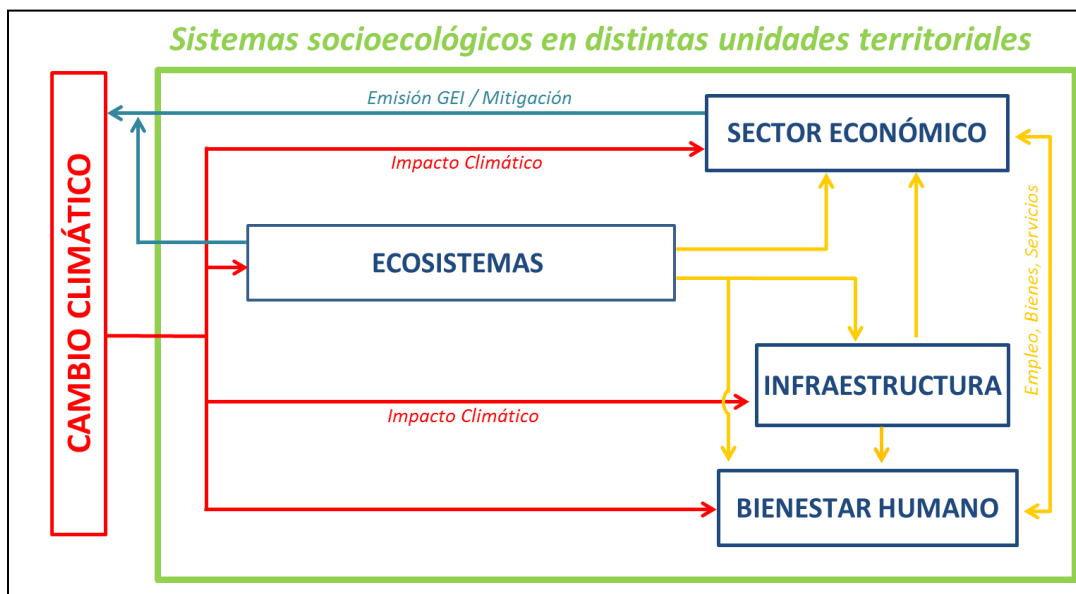 Sistemas socioecológicos en distintas unidades territoriales
CAMBIO CLIMÁTICO
Emisión GEI / Mitigación
SECTOR ECONÓMICO
Impacto Climático
ECOSISTEMAS
Empleo, Bienes, Servicios
INFRAESTRUCTURA
Impacto Climático
BIENESTAR HUMANO